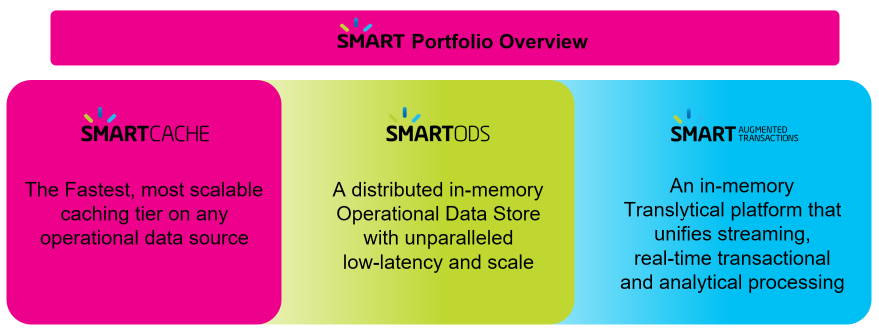 SMART Portfolio Overview
SMARTCACHE
The Fastest, most scalable
caching tier on any
operational data source
SMARTODS
A distributed in-memory
Operational Data Store
with unparalleled
low-latency and scale
SMART AUGMENTED
TRANSACTIONS
An in-memory
Translytical platform that
unifies streaming,
real-time transactional
and analytical processing